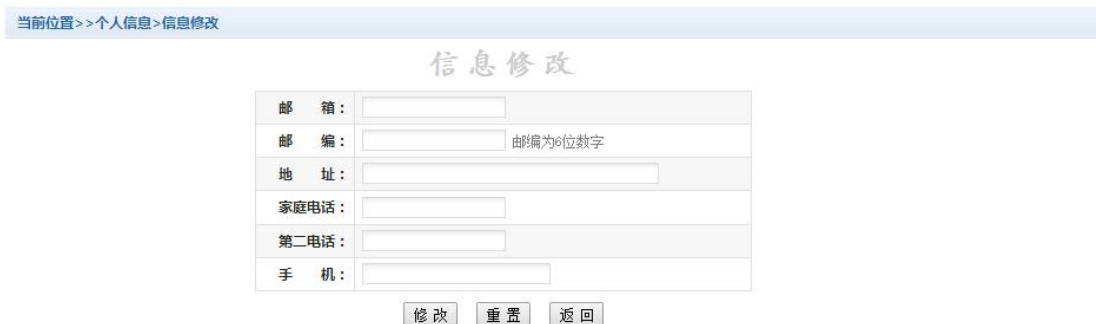 当前位置>>个人信息>信息修改
信息修改
邮 箱：
邮 编： 邮编为6位数字
地 址：
家庭电话：
第二电话：
手 机：
修改 重置 返回